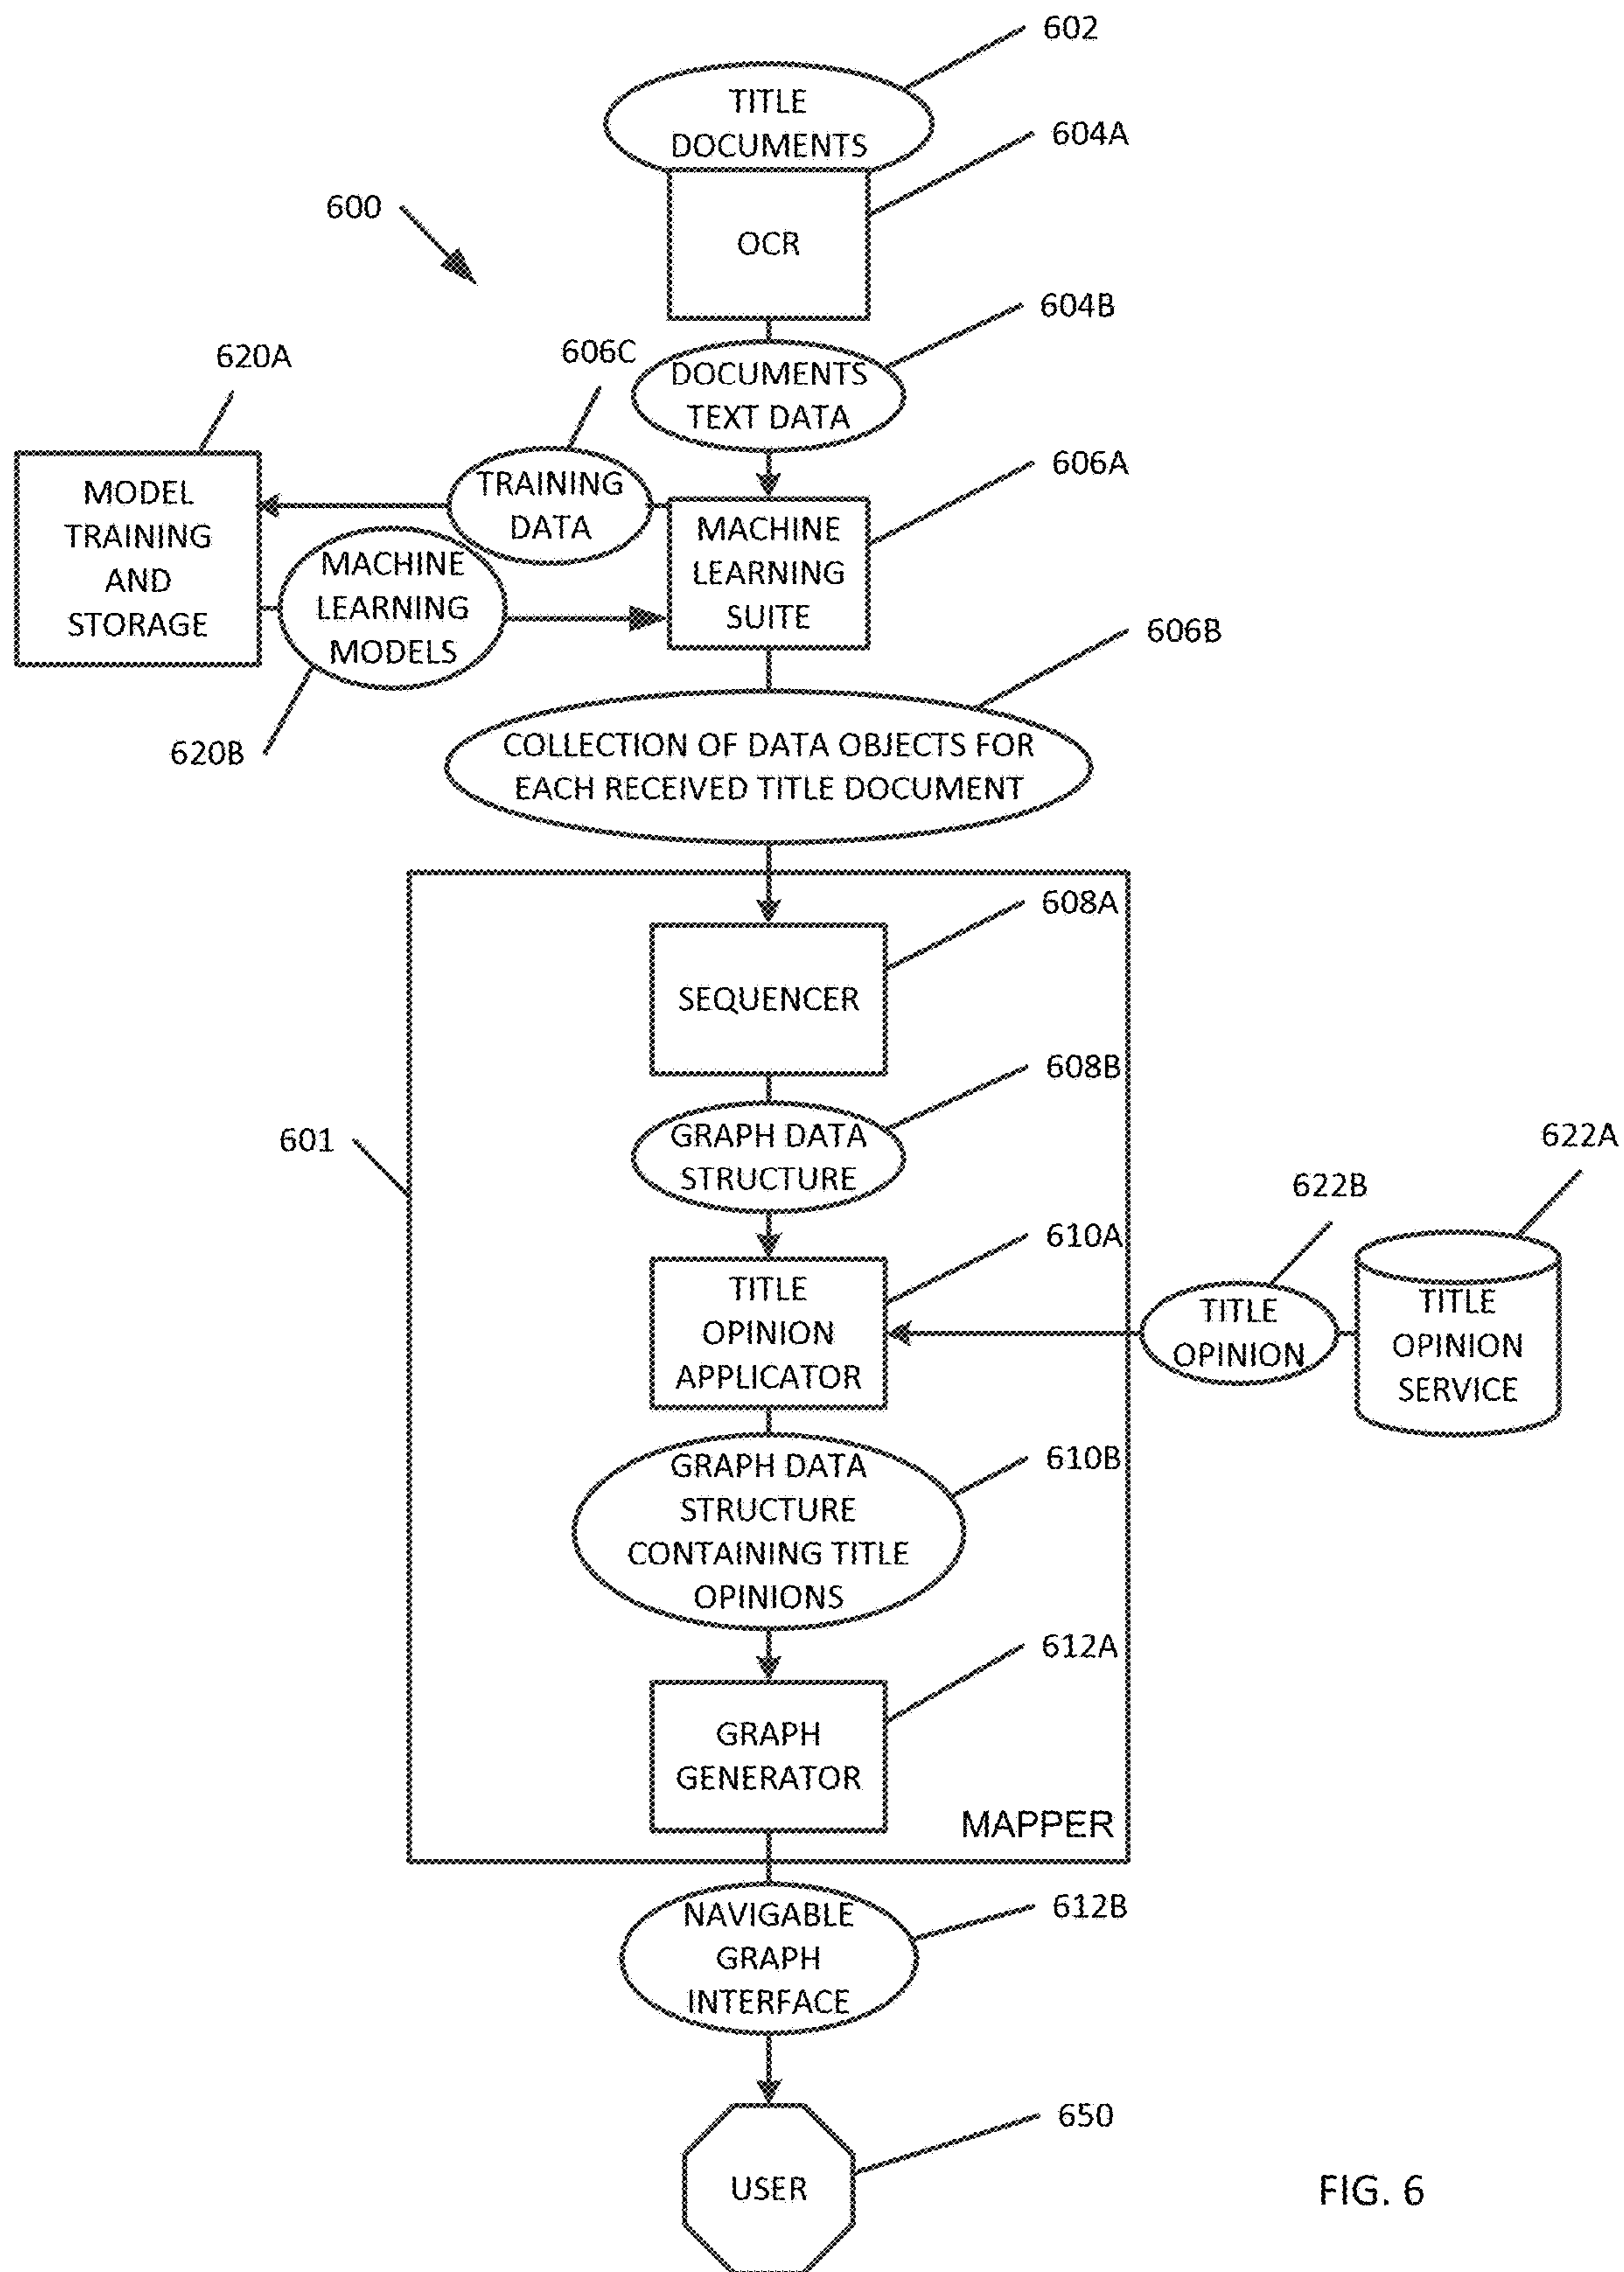 602
TITLE
DOCUMENTS
604A
600
OCR
604B
620A
606C
DOCUMENTS
TEXT DATA
606A
TRAINING
DATA
MODEL
TRAINING
AND
STORAGE
MACHINE
LEARNING
MODELS
MACHINE
LEARNING
SUITE
606B
620B
COLLECTION OF DATA OBJECTS FOR
EACH RECEIVED TITLE DOCUMENT
608A
SEQUENCER
608B
601
GRAPH DATA
STRUCTURE
622A
622B
610A
TITLE
OPINION
APPLICATOR
TITLE
OPINION
TITLE
OPINION
SERVICE
610B
GRAPH DATA
STRUCTURE
CONTAINING TITLE
OPINIONS
612A
GRAPH
GENERATOR
MAPPER
612B
NAVIGABLE
GRAPH
INTERFACE
650
USER
FIG. 6